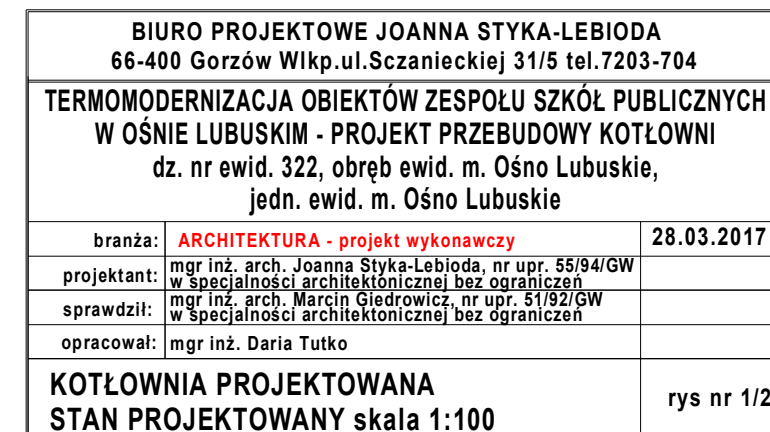 BIURO PROJEKTOWE JOANNA STYKA-LEBIODA
66-400 Gorzów Wlkp.ul.Sczanieckiej 31/5 tel.7203-704
TERMOMODERNIZACJA OBIEKTÓW ZESPOŁU SZKÓŁ PUBLICZNYCH
W OŚNIE LUBUSKIM - PROJEKT PRZEBUDOWY KOTŁOWNI
dz. nr ewid. 322, obręb ewid. m. Ośno Lubuskie,
jedn. ewid. m. Ośno Lubuskie
branża: ARCHITEKTURA - projekt wykonawczy 28.03.2017
projektant: mgr inż. arch. Joanna Styka-Lebioda, nr upr. 55/94/GW
w specjalności architektonicznej bez ograniczeń
sprawdził: mgr inż. arch. Marcin Giedrowicz, nr upr. 51/92/GW
w specjalności architektonicznej bez ograniczeń
opracował: mgr inż. Daria Tutko
KOTŁOWNIA PROJEKTOWANA
STAN PROJEKTOWANY skala 1:100
rys nr 1/2